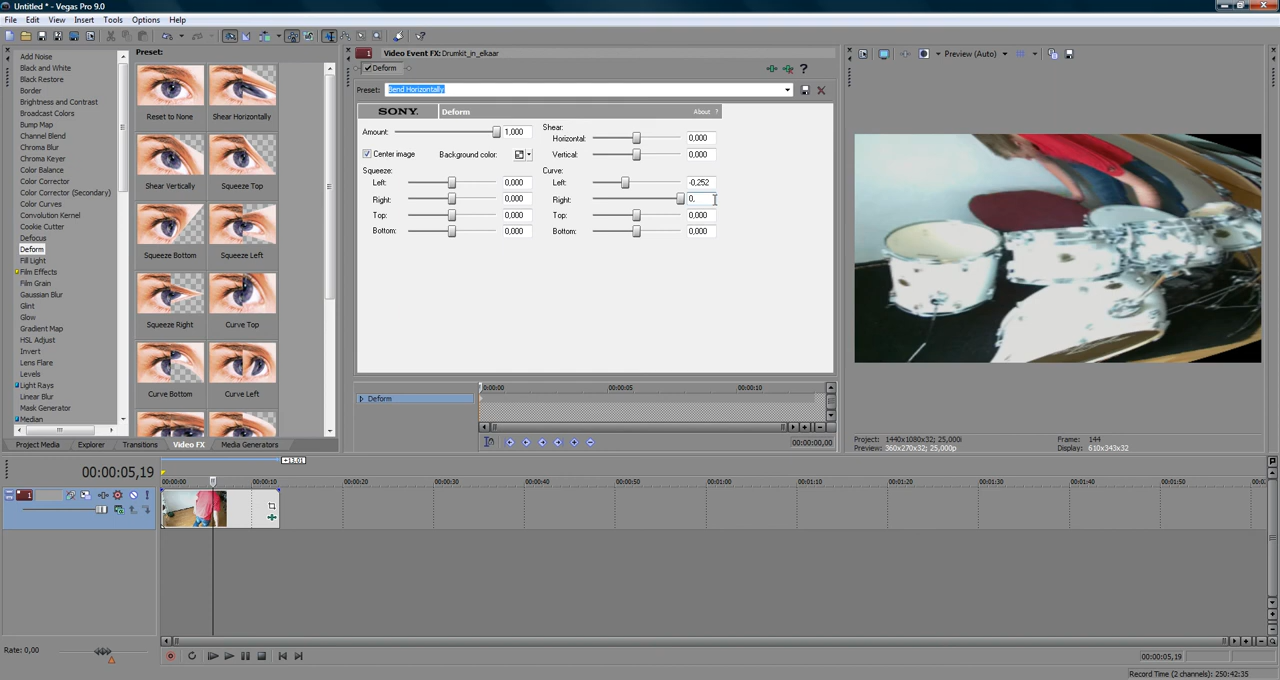 Untitled * - Vegas Pro 9.0
File Edit View Insert Tools Options Help
Add Noise
Black and White
Black Restore
Border
Brightness and Contrast
Broadcast Colors
Bump Map
Channel Blend
Chroma Blur
Chroma Keyer
Color Balance
Color Corrector
Color Corrector (Secondary)
Color Curves
Convolution Kernel
Cookie Cutter
Defocus
Deform
Fill Light
Film Effects
Film Grain
Gaussian Blur
Glint
Glow
Gradient Map
HSL Adjust
Invert
Lens Flare
Levels
Light Rays
Linear Blur
Mask Generator
Median
Preset:
Reset to None Shear Horizontally
Shear Vertically Squeeze Top
Squeeze Bottom Squeeze Left
Squeeze Right Curve Top
Curve Bottom Curve Left
Project Media Explorer Transitions Video FX Media Generators
1 Video Event FX: Drumkit_in_elkaar
Deform
Preset: Bend Horizontally
SONY. Deform About ?
Amount: 1,000
Center image Background color:
Squeeze:
Left: 0,000
Right: 0,000
Top: 0,000
Bottom: 0,000
Shear:
Horizontal: 0,000
Vertical: 0,000
Curve:
Left: -0,252
Right: 0,
Top: 0,000
Bottom: 0,000
0:00:00 00:00:05 00:00:10
Deform
00:00:00,00
Preview (Auto)
Project: 1440x1080x32; 25,000i Frame: 144
Preview: 360x270x32; 25,000p Display: 610x343x32
00:00:05,19
+13.01
00:00:00 00:00:10 00:00:20 00:00:30 00:00:40 00:00:50 00:01:00 00:01:10 00:01:20 00:01:30 00:01:40 00:01:50
1
Rate: 0,00
00:00:05,19
Record Time (2 channels): 250:42:35